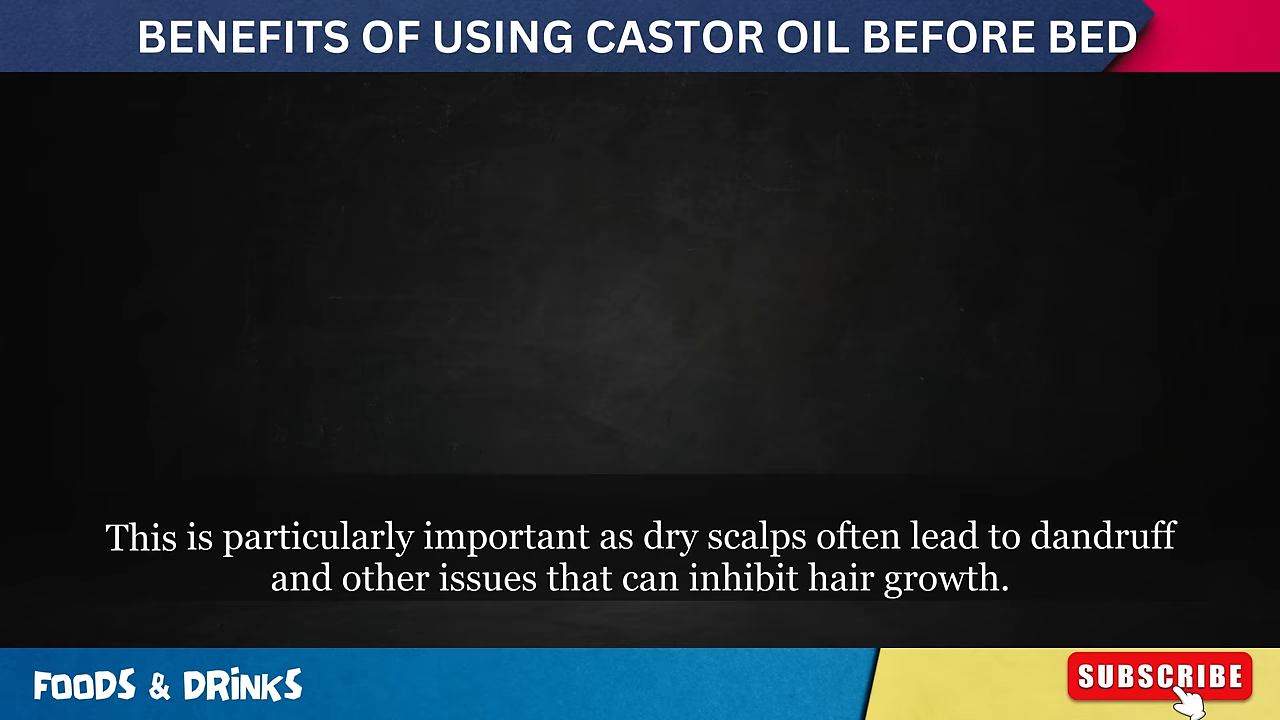 BENEFITS OF USING CASTOR OIL BEFORE BED
This is particularly important as dry scalps often lead to dandruff
and other issues that can inhibit hair growth.
FOODS & DRiNKS
SUBSCRIBE